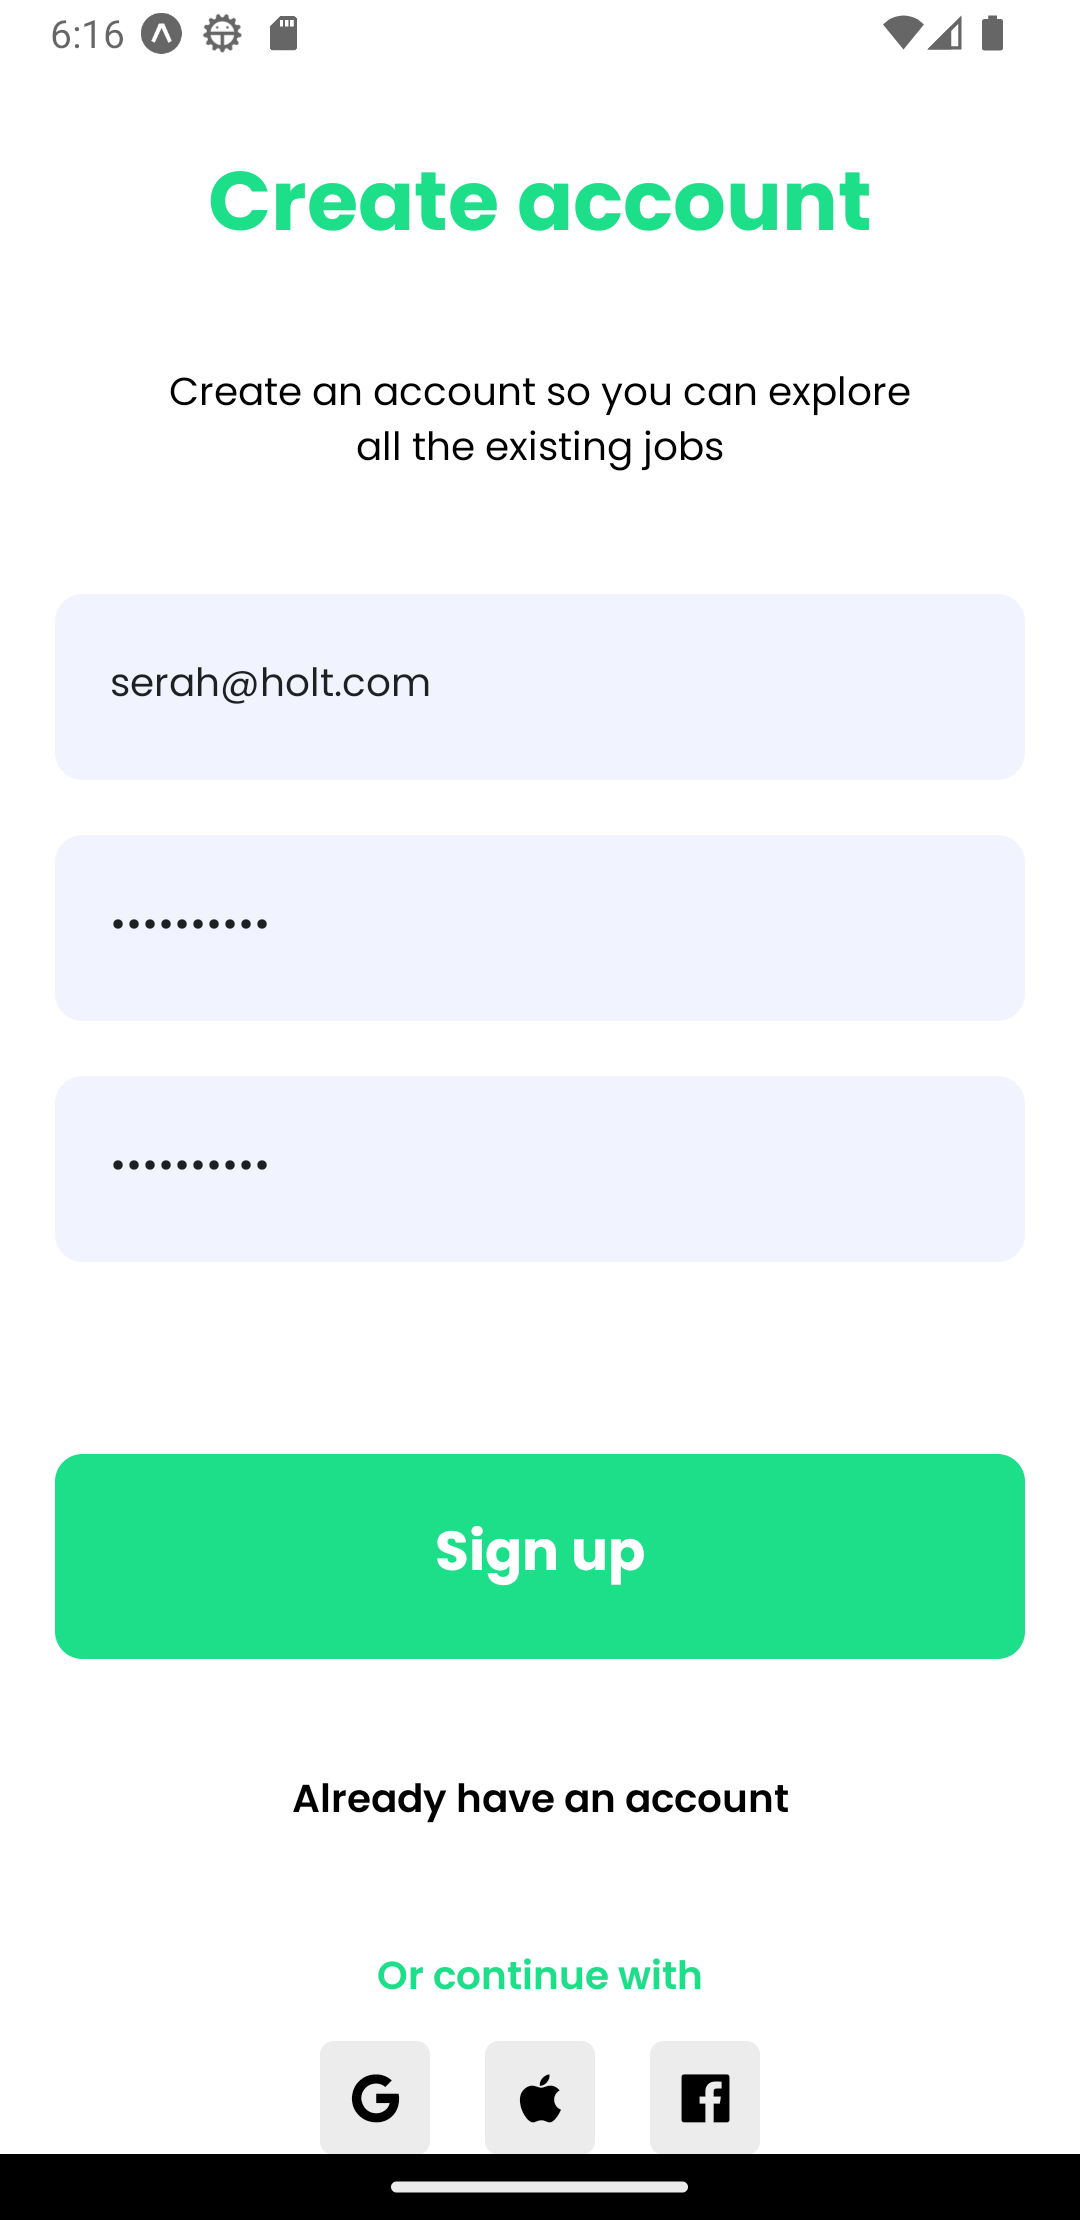 6:16
Create account
Create an account so you can explore
all the existing jobs
serah@holt.com
••••••••••
••••••••••
Sign up
Already have an account
Or continue with